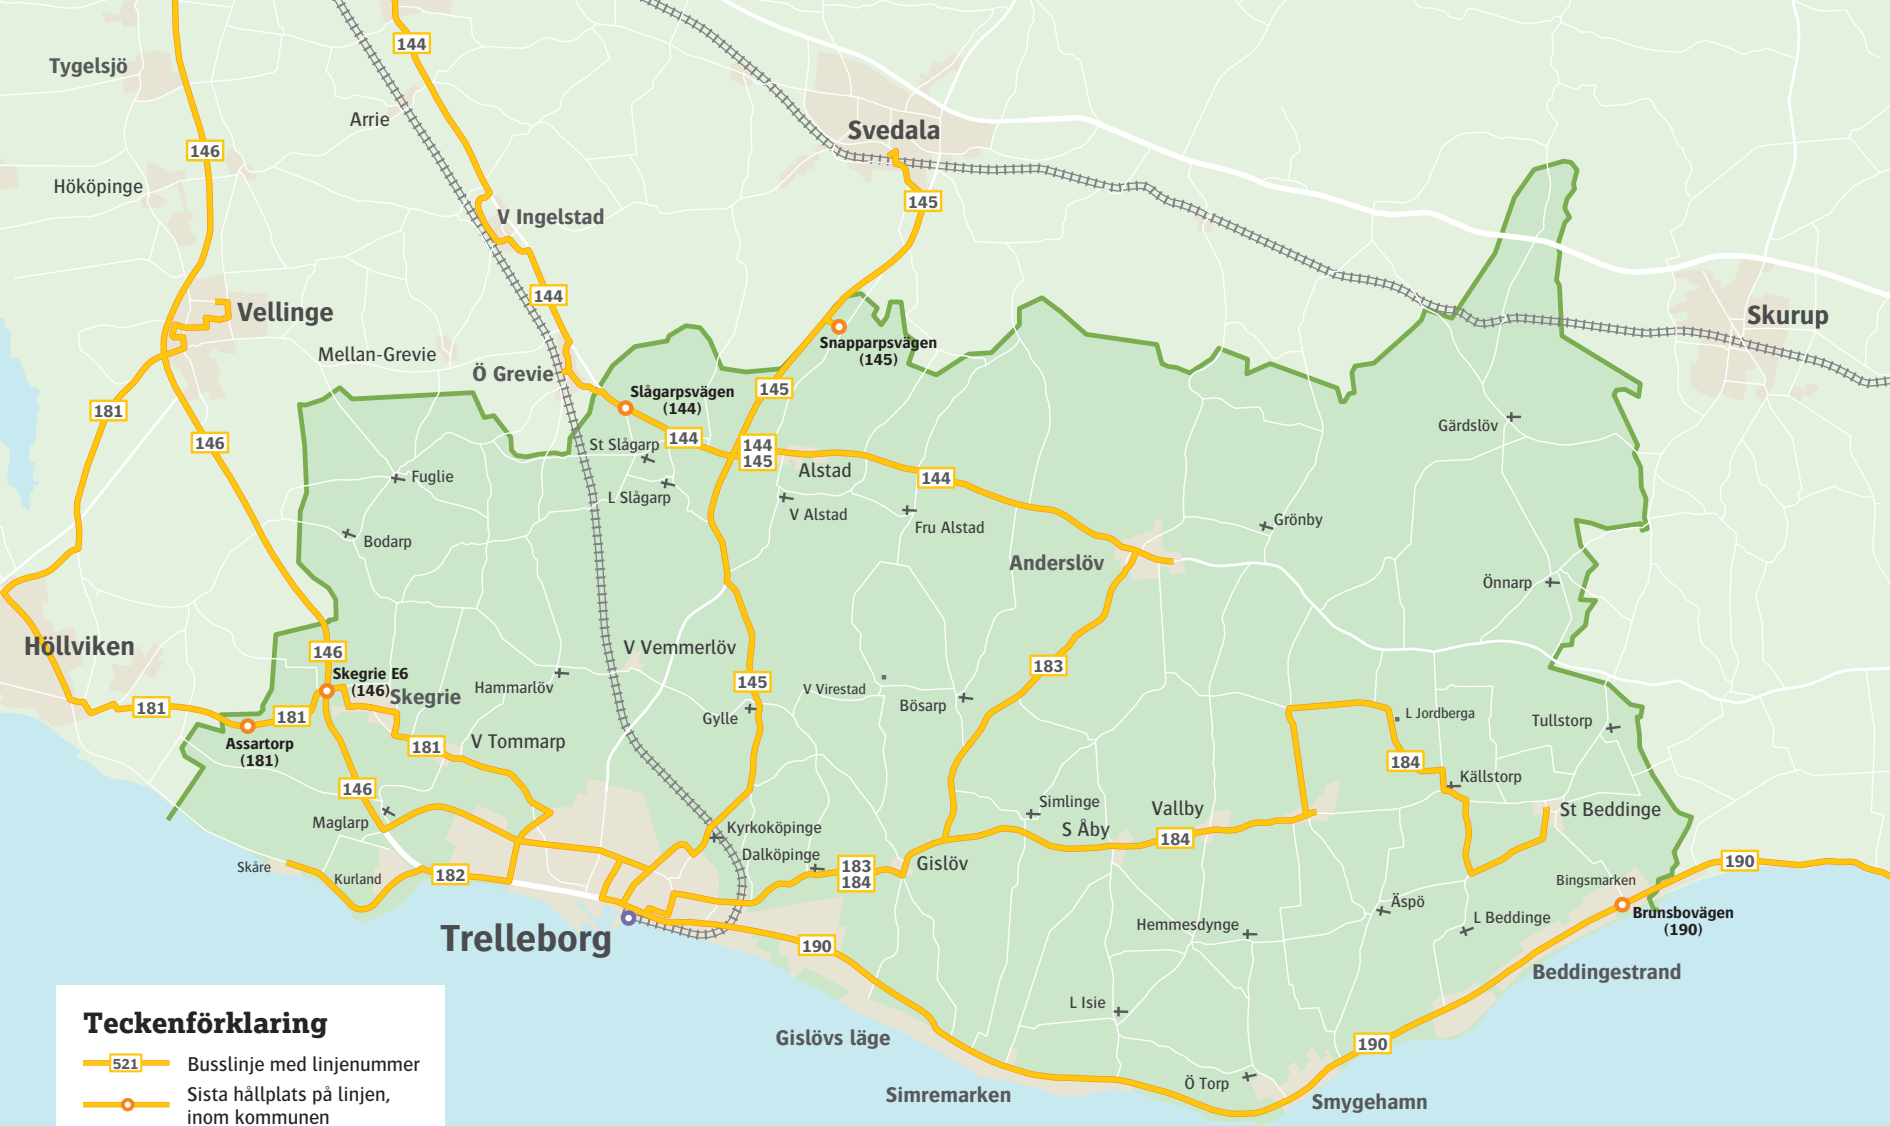 144
Tygelsjö
Arrie
Svedala
146
Hököpinge
145
V Ingelstad
144
Vellinge
Skurup
Mellan-Grevie
Snapparpsvägen
(145)
Ö Grevie
Slågarpsvägen
(144)
145
181
Gärdslöv
146
144
St Slågarp
144
145
Alstad
144
Fuglie
L Slågarp
V Alstad
Fru Alstad
Grönby
Bodarp
Anderslöv
Önnarp
Höllviken
146
V Vemmerlöv
183
Skegrie E6
(146)
Skegrie
Hammarlöv
145
V Virestad
Bösarp
181
181
Gylle
L Jordberga
Tullstorp
Assartorp
(181)
181
V Tommarp
184
Källstorp
146
Simlinge
Vallby
St Beddinge
Maglarp
Kyrkoköpinge
S Åby
184
Dalköpinge
183
184
Gislöv
190
Skåre
Kurland
182
Bingsmarken
Brunsbovägen
(190)
Äspö
L Beddinge
Hemmesdynge
Trelleborg
190
Beddingestrand
L Isie
Gislövs läge
190
Ö Torp
Simremarken
Smygehamn
Teckenförklaring
521
Busslinje med linjenummer
Sista hållplats på linjen,
inom kommunen